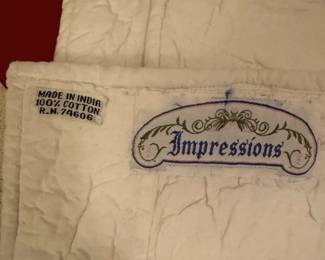 MADE IN INDIA
100% COTTON
R.N. 74606
Impressions